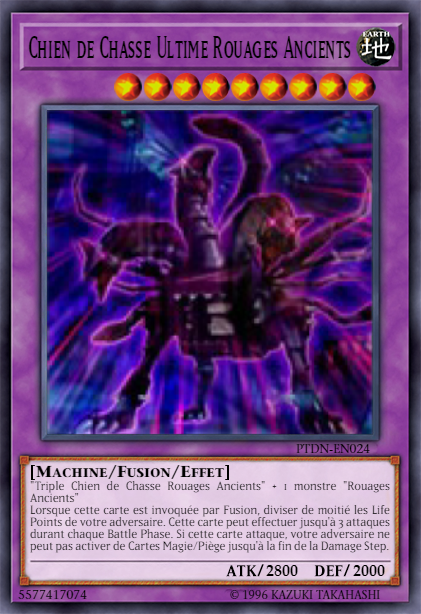 Chien de Chasse Ultime Rouages Ancients
EARTH
地
PTDN-EN024
[Machine/Fusion/Effet]
"Triple Chien de Chasse Rouages Ancients" + 1 monstre "Rouages
Ancients"
Lorsque cette carte est invoquée par Fusion, diviser de moitiés les Life
Points de votre adversaire. Cette carte peut effectuer jusqu'à 3 attaques
durant chaque Battle Phase. Si cette carte attaque, votre adversaire ne
peut pas activer de Cartes Magie/Piège jusqu'à la fin de la Damage Step.
ATK/2800 DEF/2000
5577417074 © 1996 KAZUKI TAKAHASHI